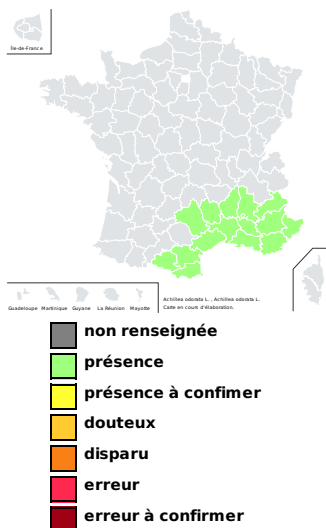 Île-de-France
Guadeloupe Martinique Guyane La Réunion Mayotte
Achillea odorata L. , Achillea odorata L.
Carte en cours d'élaboration.
non renseignée
présence
présence à confimer
douteux
disparu
erreur
erreur à confirmer